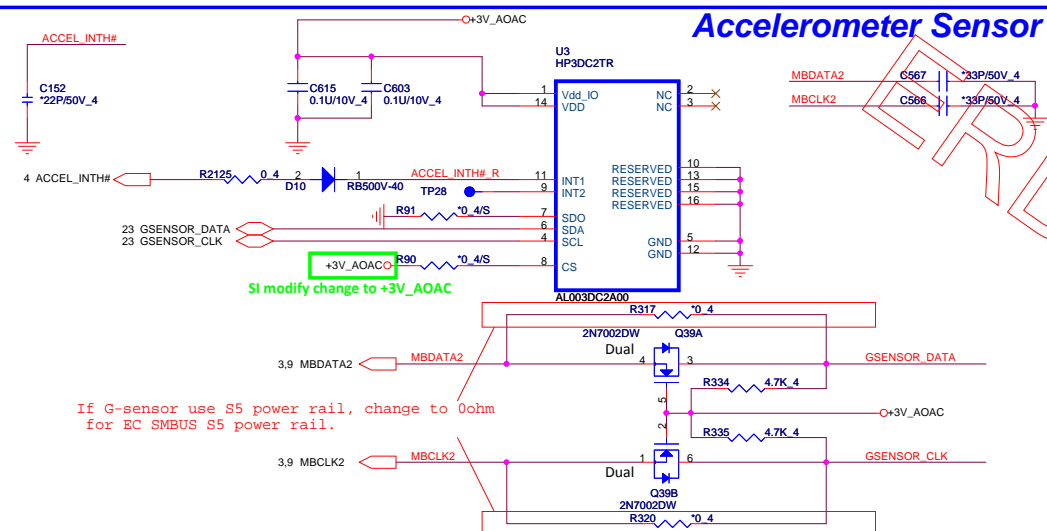 Accelerometer Sensor
+3V_AOAC
ACCEL_INTH#
C152
*22P/50V_4
C615
0.1U/10V_4
C603
0.1U/10V_4
U3
HP3DC2TR
1 Vdd_IO
14 VDD
NC 2
NC 3
MBDATA2
C567
*33P/50V_4
MBCLK2
C566
*33P/50V_4
4 ACCEL_INTH#
R2125
0_4
2
D10
1
RB500V-40
ACCEL_INTH#_R
TP28
11 INT1
9 INT2
RESERVED 10
RESERVED 13
RESERVED 15
RESERVED 16
R91
*0_4/S
7 SDO
23 GSENSOR_DATA
6 SDA
23 GSENSOR_CLK
4 SCL
GND 5
GND 12
+3V_AOAC
R90
*0_4/S
8 CS
SI modify change to +3V_AOAC
AL003DC2A00
R317
*0_4
2N7002DW
Q39A
Dual
3,9 MBDATA2
MBDATA2
4
3
GSENSOR_DATA
R334
4.7K_4
5
If G-sensor use S5 power rail, change to 0ohm
for EC SMBUS S5 power rail.
+3V_AOAC
2
R335
4.7K_4
3,9 MBCLK2
MBCLK2
1
6
GSENSOR_CLK
Dual
Q39B
2N7002DW
R320
*0_4